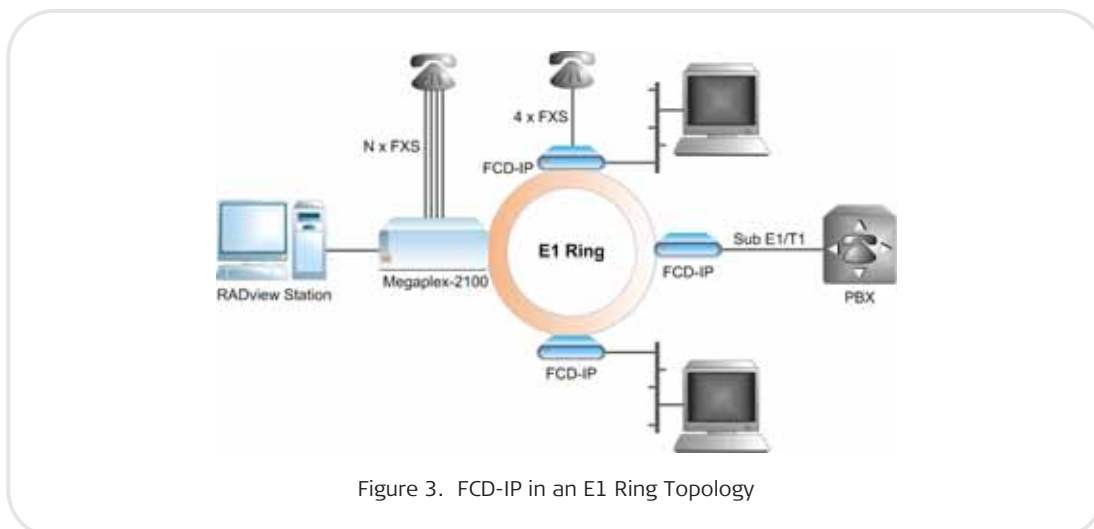 4 x FXS
N x FXS
FCD-IP
E1 Ring
Sub E1/T1
FCD-IP
Megaplex-2100
RADview Station
PBX
FCD-IP
Figure 3. FCD-IP in an E1 Ring Topology